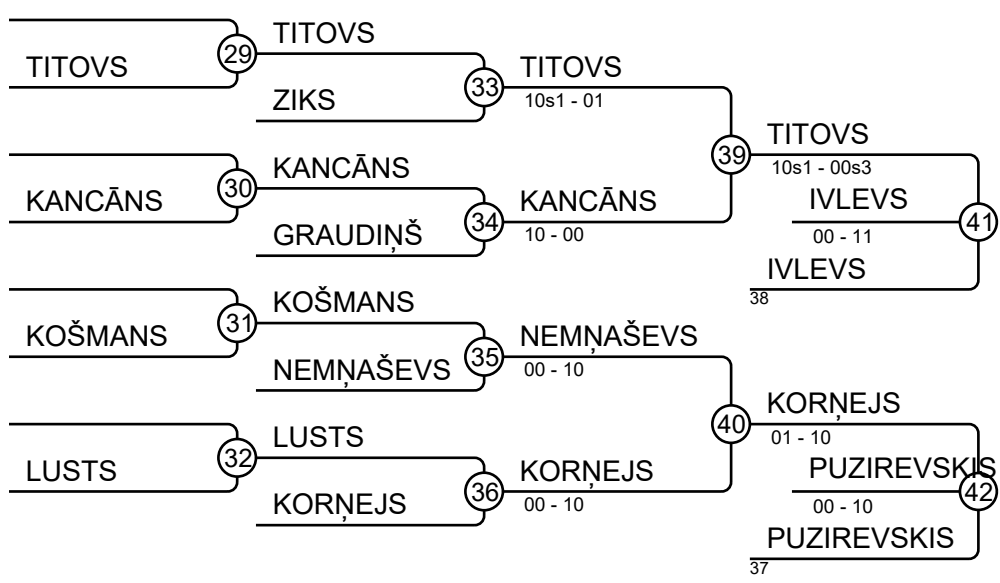 TITOVS
29
TITOVS
ZIKS
33
TITOVS
10s1 - 01
KANCĀNS
30
KANCĀNS
GRAUDIŅŠ
34
KANCĀNS
10 - 00
39
TITOVS
10s1 - 00s3
IVLEVS
00 - 11
41
IVLEVS
38
KOŠMANS
31
KOŠMANS
NEMŅAŠEVS
35
NEMŅAŠEVS
00 - 10
LUSTS
32
LUSTS
KORŅEJS
36
KORŅEJS
00 - 10
40
KORŅEJS
01 - 10
PUZIREVSKIS
00 - 10
42
PUZIREVSKIS
37